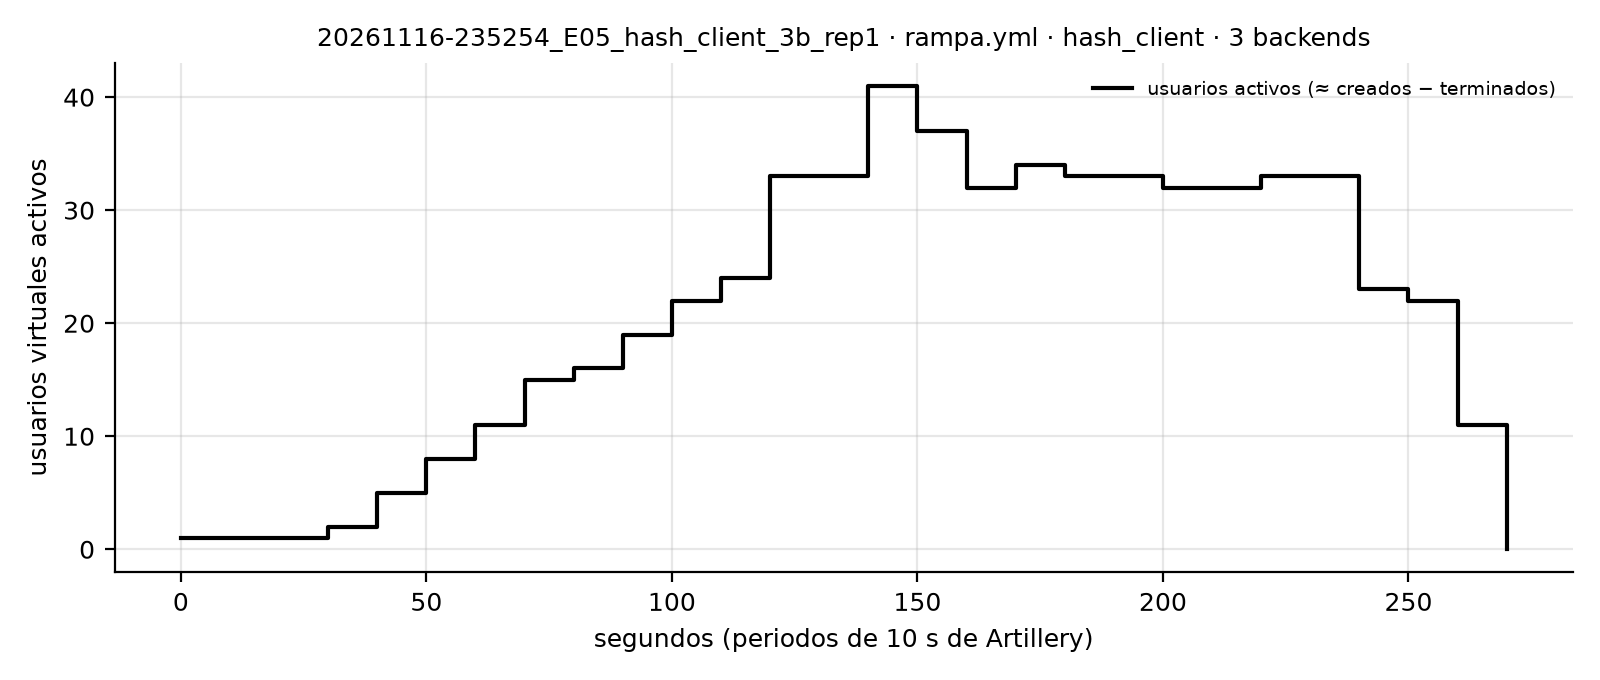 20261116-235254_E05_hash_client_3b_rep1 · rampa.yml · hash_client · 3 backends
usuarios activos (≈ creados − terminados)
usuarios virtuales activos
40
30
20
10
0
0 50 100 150 200 250
segundos (periodos de 10 s de Artillery)